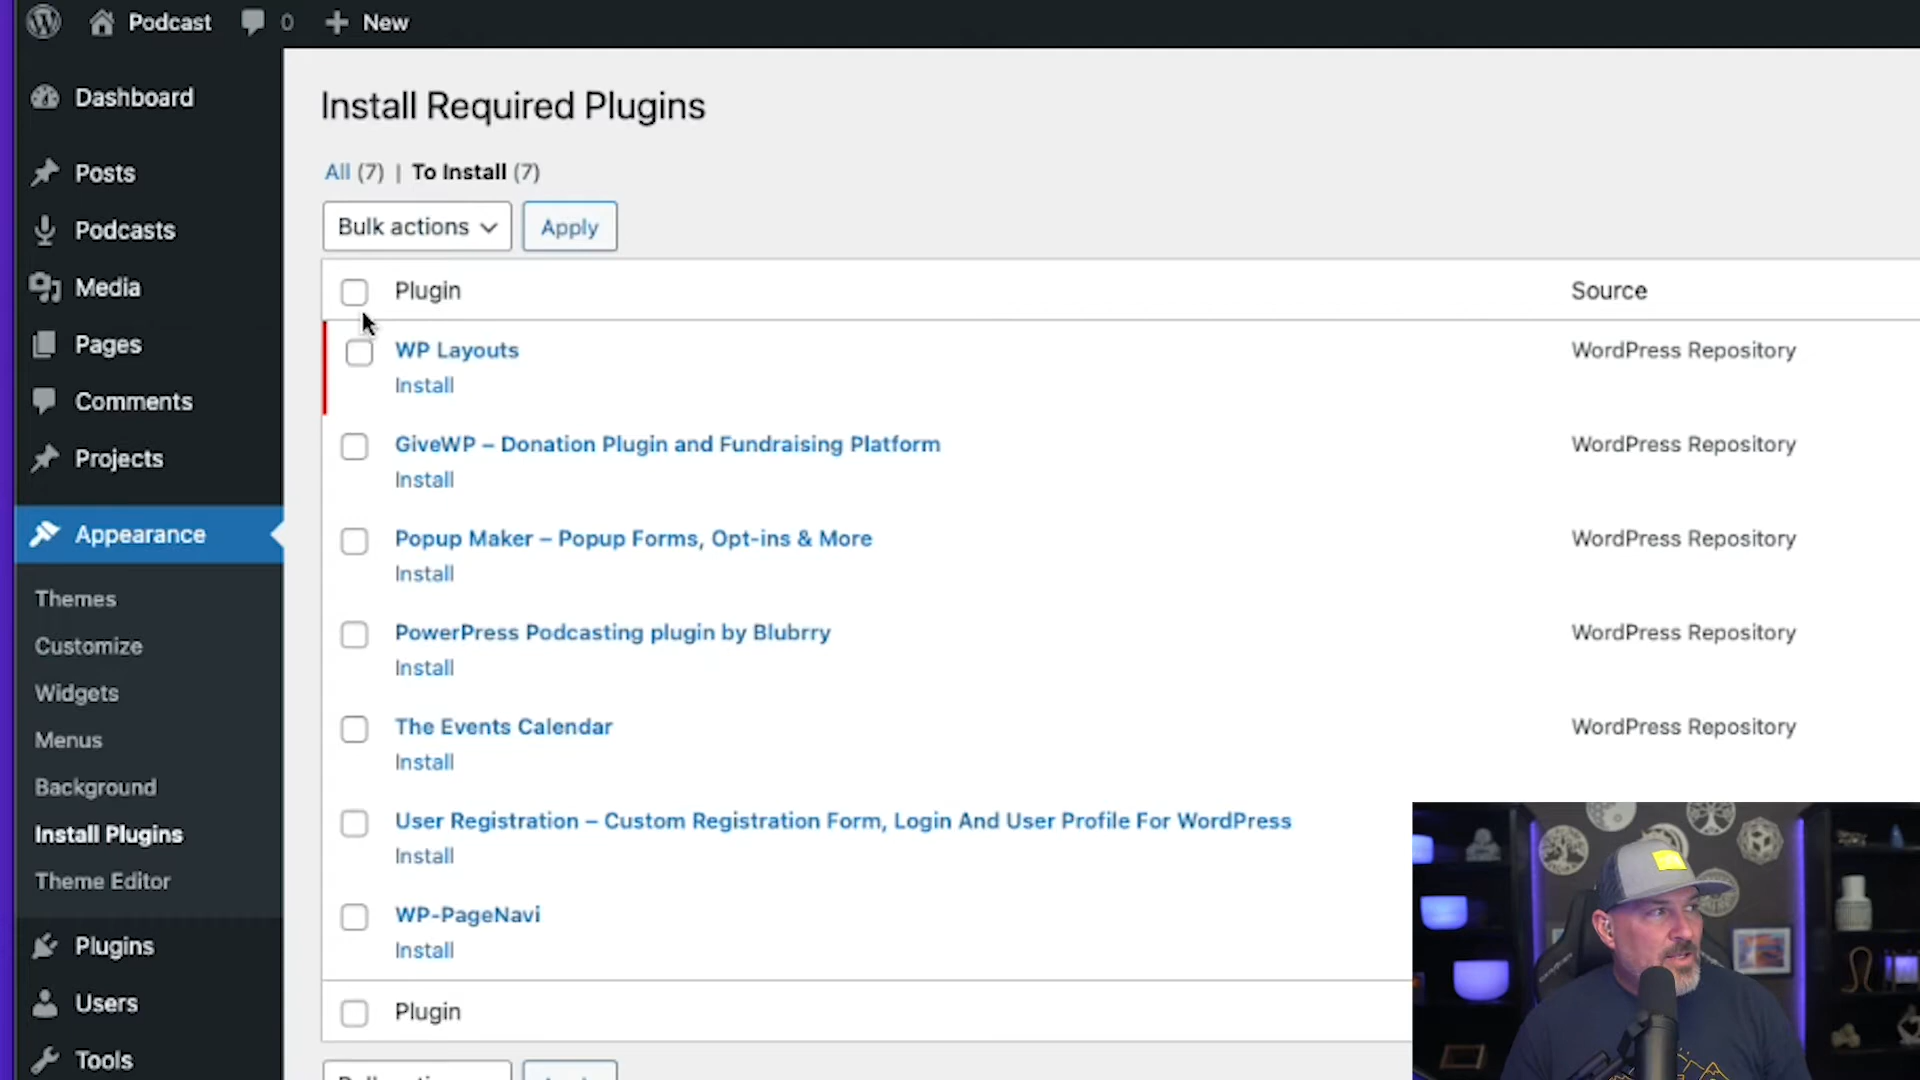 Podcast 0 New
Dashboard
Posts
Podcasts
Media
Pages
Comments
Projects
Appearance
Themes
Customize
Widgets
Menus
Background
Install Plugins
Theme Editor
Plugins
Users
Tools
Install Required Plugins
All (7) | To Install (7)
Bulk actions Apply
Plugin Source
WP Layouts WordPress Repository
Install
GiveWP – Donation Plugin and Fundraising Platform WordPress Repository
Install
Popup Maker – Popup Forms, Opt-ins & More WordPress Repository
Install
PowerPress Podcasting plugin by Blubrry WordPress Repository
Install
The Events Calendar WordPress Repository
Install
User Registration – Custom Registration Form, Login And User Profile For WordPress
Install
WP-PageNavi
Install
Plugin